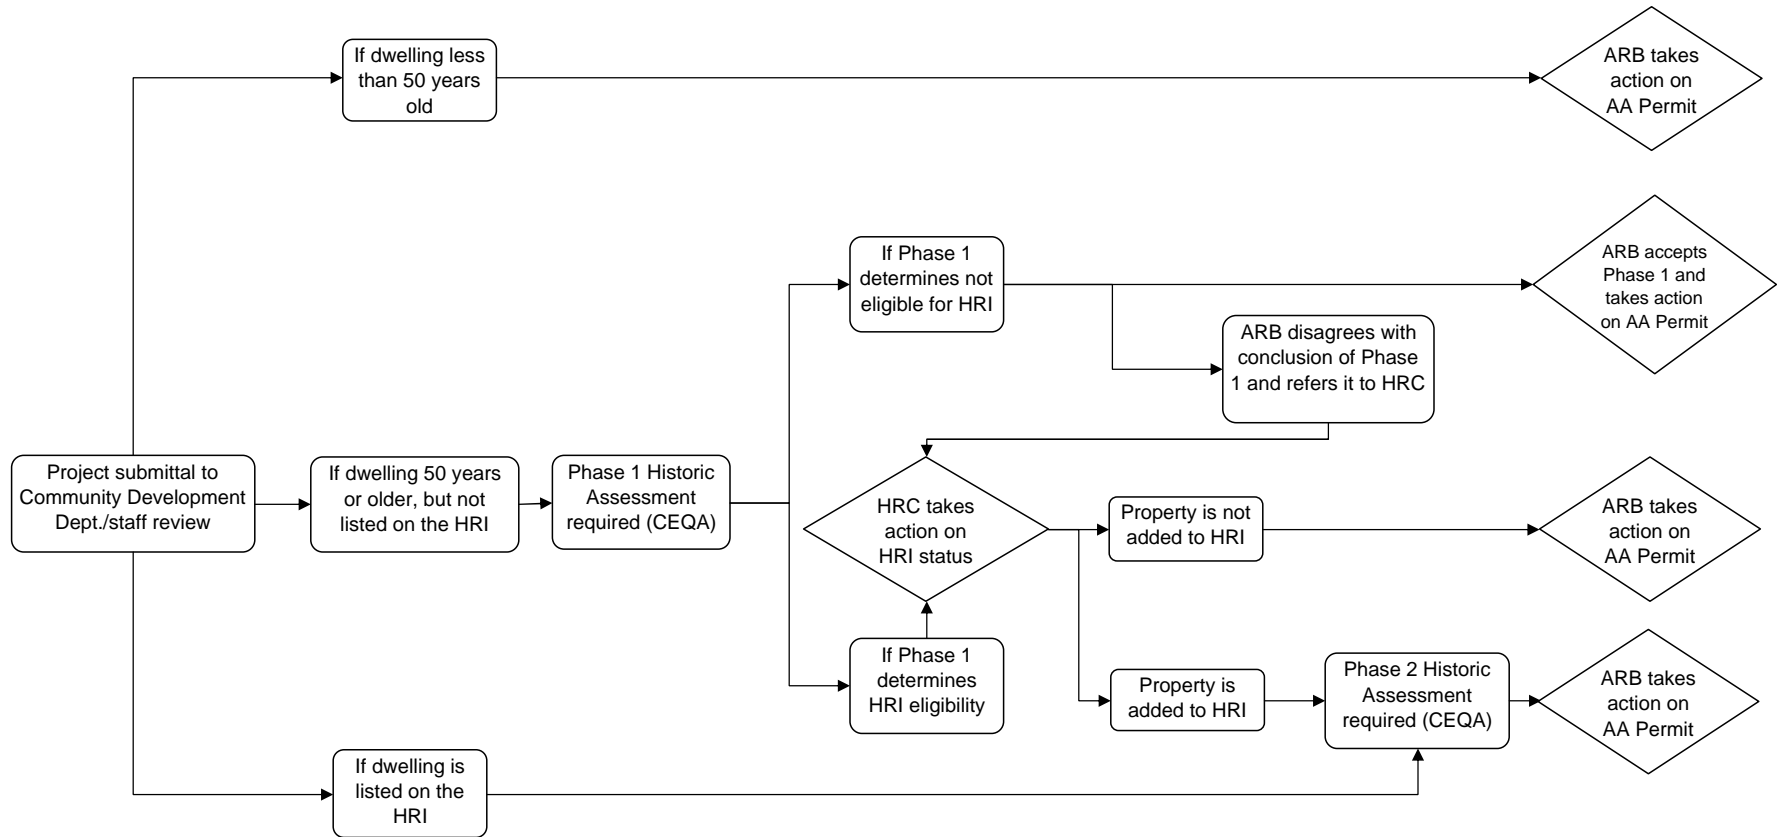 If dwelling less
than 50 years
old
ARB takes
action on
AA Permit
If Phase 1
determines not
eligible for HRI
ARB accepts
Phase 1 and
takes action
on AA Permit
ARB disagrees with
conclusion of Phase
1 and refers it to HRC
Project submittal to
Community Development
Dept./staff review
If dwelling 50 years
or older, but not
listed on the HRI
Phase 1 Historic
Assessment
required (CEQA)
HRC takes
action on
HRI status
Property is not
added to HRI
ARB takes
action on
AA Permit
If Phase 1
determines
HRI eligibility
Property is
added to HRI
Phase 2 Historic
Assessment
required (CEQA)
ARB takes
action on
AA Permit
If dwelling is
listed on the
HRI